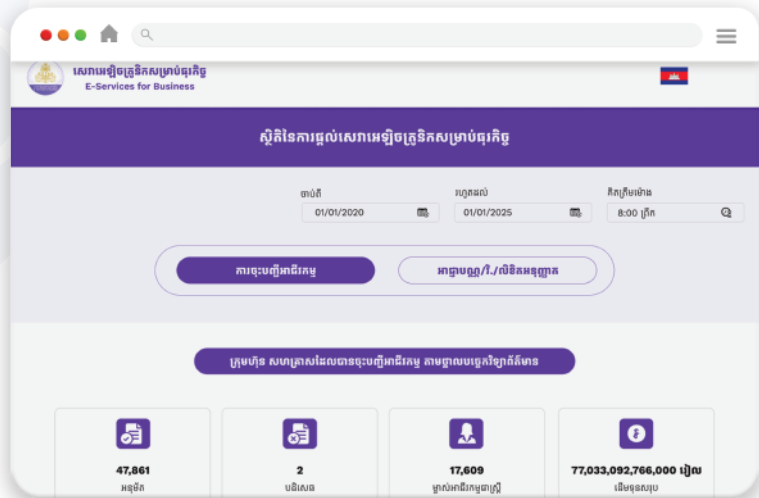 សេវាអេឡិចត្រូនិកសម្រាប់ធុរកិច្ច
E-Services for Business
ស្ថិតិនៃការផ្តល់សេវាអេឡិចត្រូនិកសម្រាប់ធុរកិច្ច
ចាប់ពី រហូតដល់ គិតត្រឹមម៉ោង
01/01/2020 01/01/2025 8:00 ព្រឹក
ការចុះបញ្ជីអាជីវកម្ម អាជ្ញាបណ្ណ/វិ./លិខិតអនុញ្ញាត
ក្រុមហ៊ុន សហគ្រាសដែលបានចុះបញ្ជីអាជីវកម្ម តាមថ្នាលបច្ចេកវិទ្យាព័ត៌មាន
47,861 2 17,609 77,033,092,766,000 រៀល
អនុម័ត បដិសេធ ម្ចាស់អាជីវកម្មជាស្ត្រី ដើមទុនសរុប